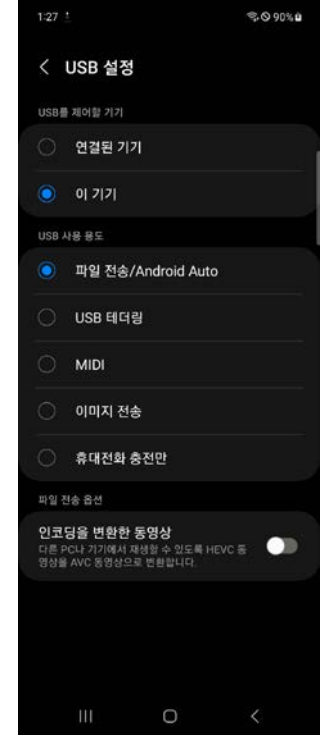 1:27
90%
USB 설정
USB를 제어할 기기
연결된 기기
이 기기
USB 사용 용도
파일 전송/Android Auto
USB 테더링
MIDI
이미지 전송
휴대전화 충전만
파일 전송 옵션
인코딩을 변환한 동영상
다른 PC나 기기에서 재생할 수 있도록 HEVC 동
영상을 AVC 동영상으로 변환합니다.